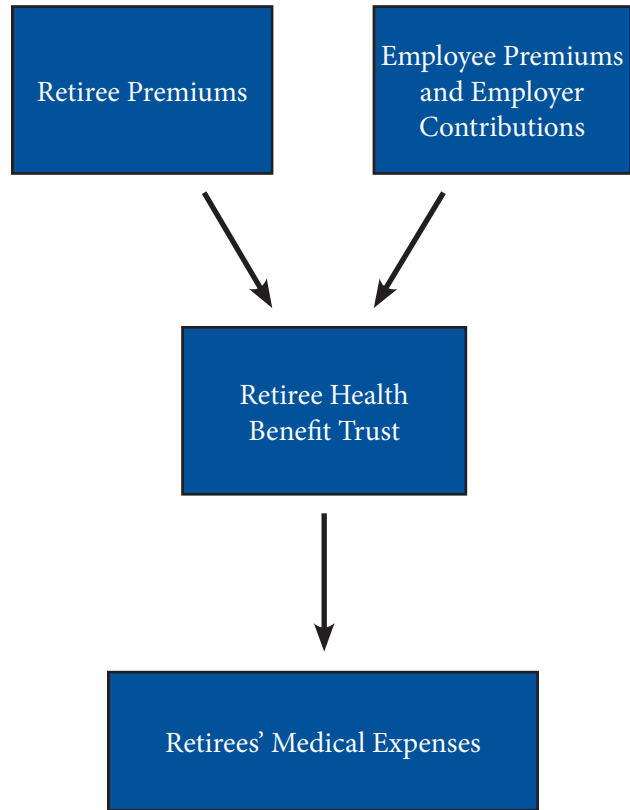 Retiree Premiums
Employee Premiums
and Employer
Contributions
Retiree Health
Benefit Trust
Retirees’ Medical Expenses